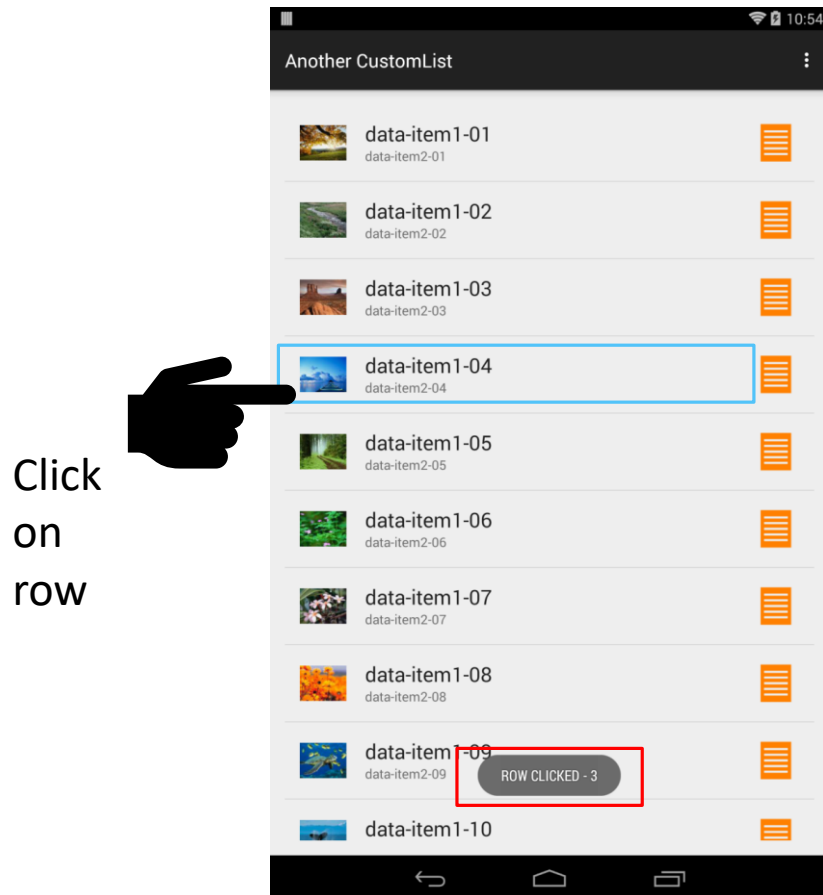 10:54
Another CustomList
data-item1-01
data-item2-01
data-item1-02
data-item2-02
data-item1-03
data-item2-03
data-item1-04
data-item2-04
data-item1-05
data-item2-05
data-item1-06
data-item2-06
data-item1-07
data-item2-07
data-item1-08
data-item2-08
data-item1-09
data-item2-09
ROW CLICKED - 3
data-item1-10
Click
on
row